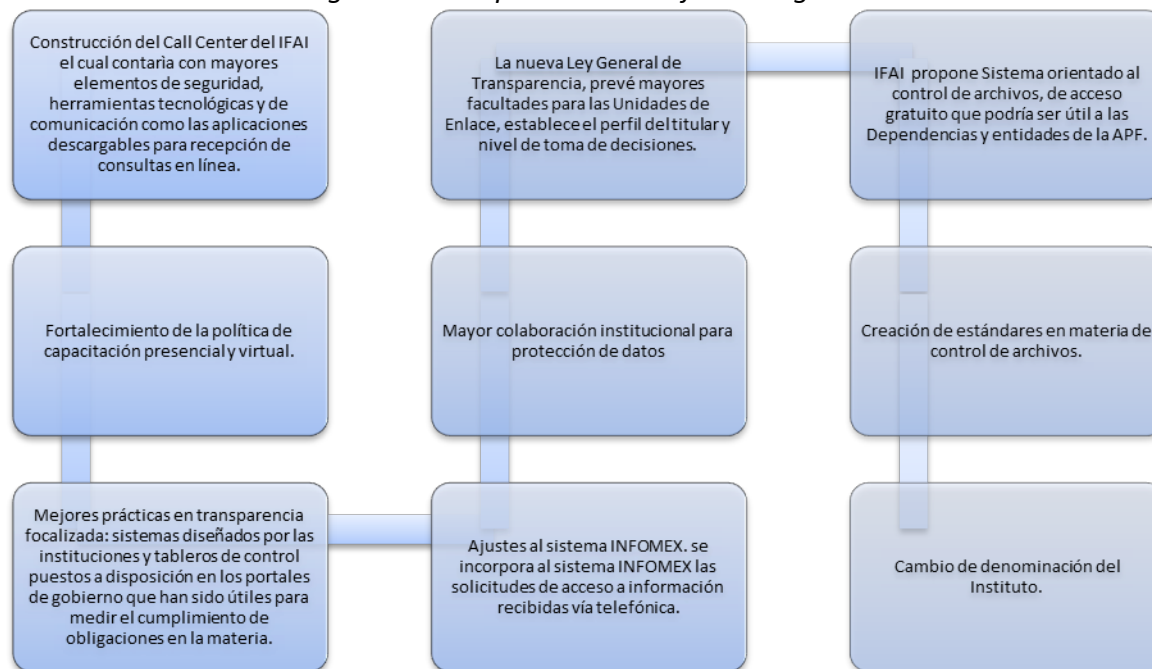 Construcción del Call Center del IFAI
el cual contarìa con mayores
elementos de seguridad,
herramientas tecnológicas y de
comunicación como las aplicaciones
descargables para recepción de
consultas en línea.
Fortalecimiento de la política de
capacitación presencial y virtual.
Mejores prácticas en transparencia
focalizada: sistemas diseñados por las
instituciones y tableros de control
puestos a disposición en los portales
de gobierno que han sido útiles para
medir el cumplimiento de
obligaciones en la materia.
Ajustes al sistema INFOMEX. se
incorpora al sistema INFOMEX las
solicitudes de acceso a información
recibidas vía telefónica.
Mayor colaboración institucional para
protección de datos
La nueva Ley General de
Transparencia, prevé mayores
facultades para las Unidades de
Enlace, establece el perfil del titular y
nivel de toma de decisiones.
IFAI propone Sistema orientado al
control de archivos, de acceso
gratuito que podría ser útil a las
Dependencias y entidades de la APF.
Creación de estándares en materia de
control de archivos.
Cambio de denominación del
Instituto.